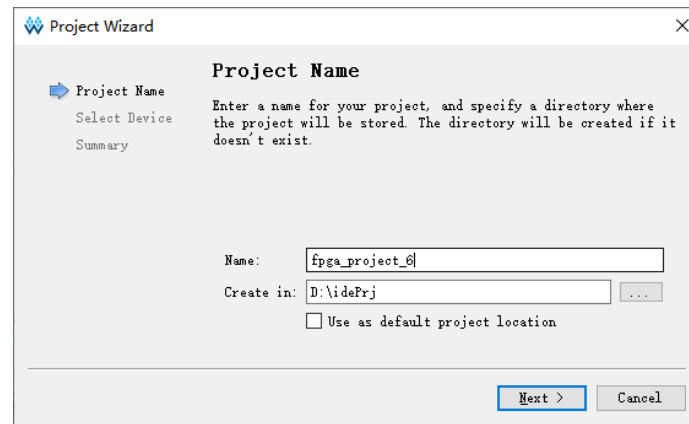 Project Wizard
Project Name
Select Device
Summary
Project Name
Enter a name for your project, and specify a directory where
the project will be stored. The directory will be created if it
doesn't exist.
Name: fpga_project_6
Create in: D:\idePrj ...
Use as default project location
Next > Cancel